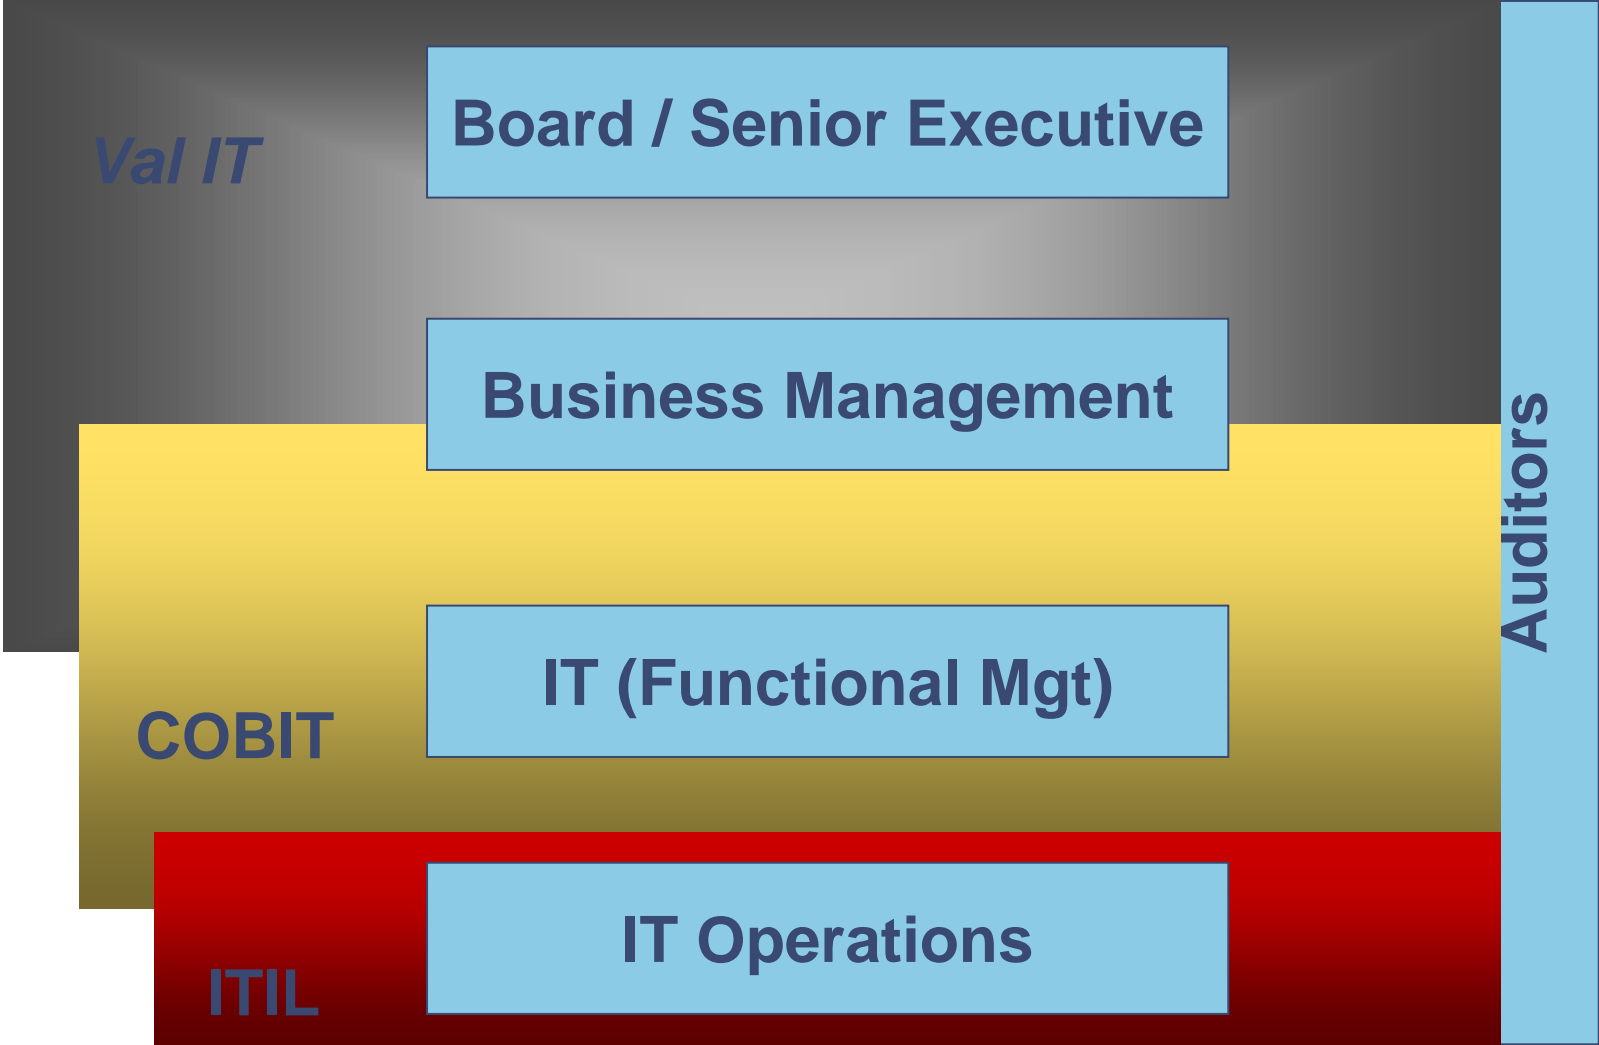 Board / Senior Executive
Val IT
Business Management
Auditors
IT (Functional Mgt)
COBIT
IT Operations
ITIL